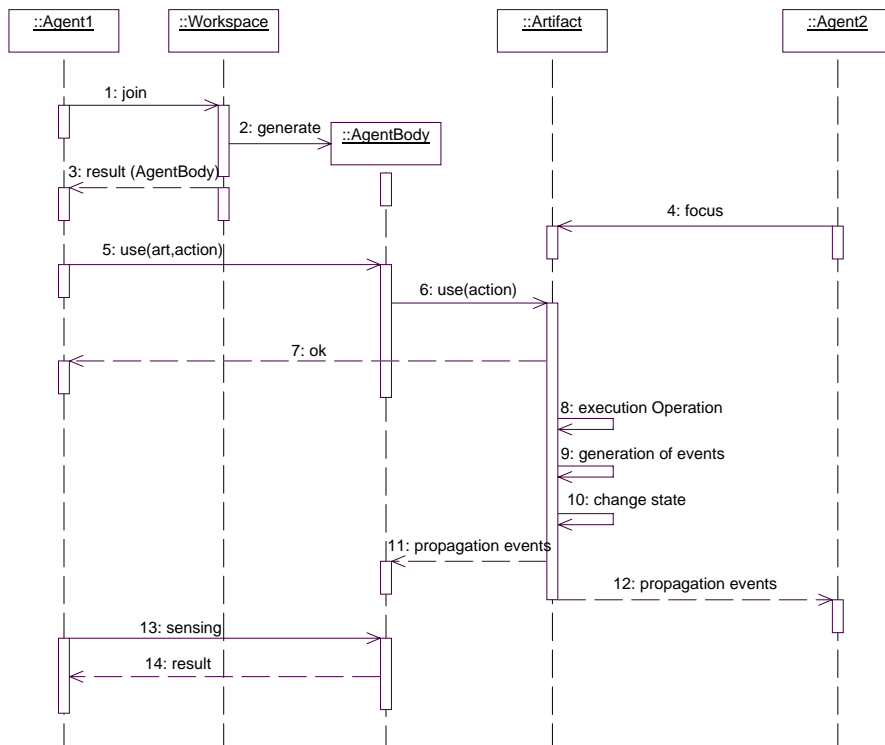 ::Agent1
::Workspace
::Artifact
::Agent2
1: join
2: generate
::AgentBody
3: result (AgentBody)
4: focus
5: use(art,action)
6: use(action)
7: ok
8: execution Operation
9: generation of events
10: change state
11: propagation events
12: propagation events
13: sensing
14: result